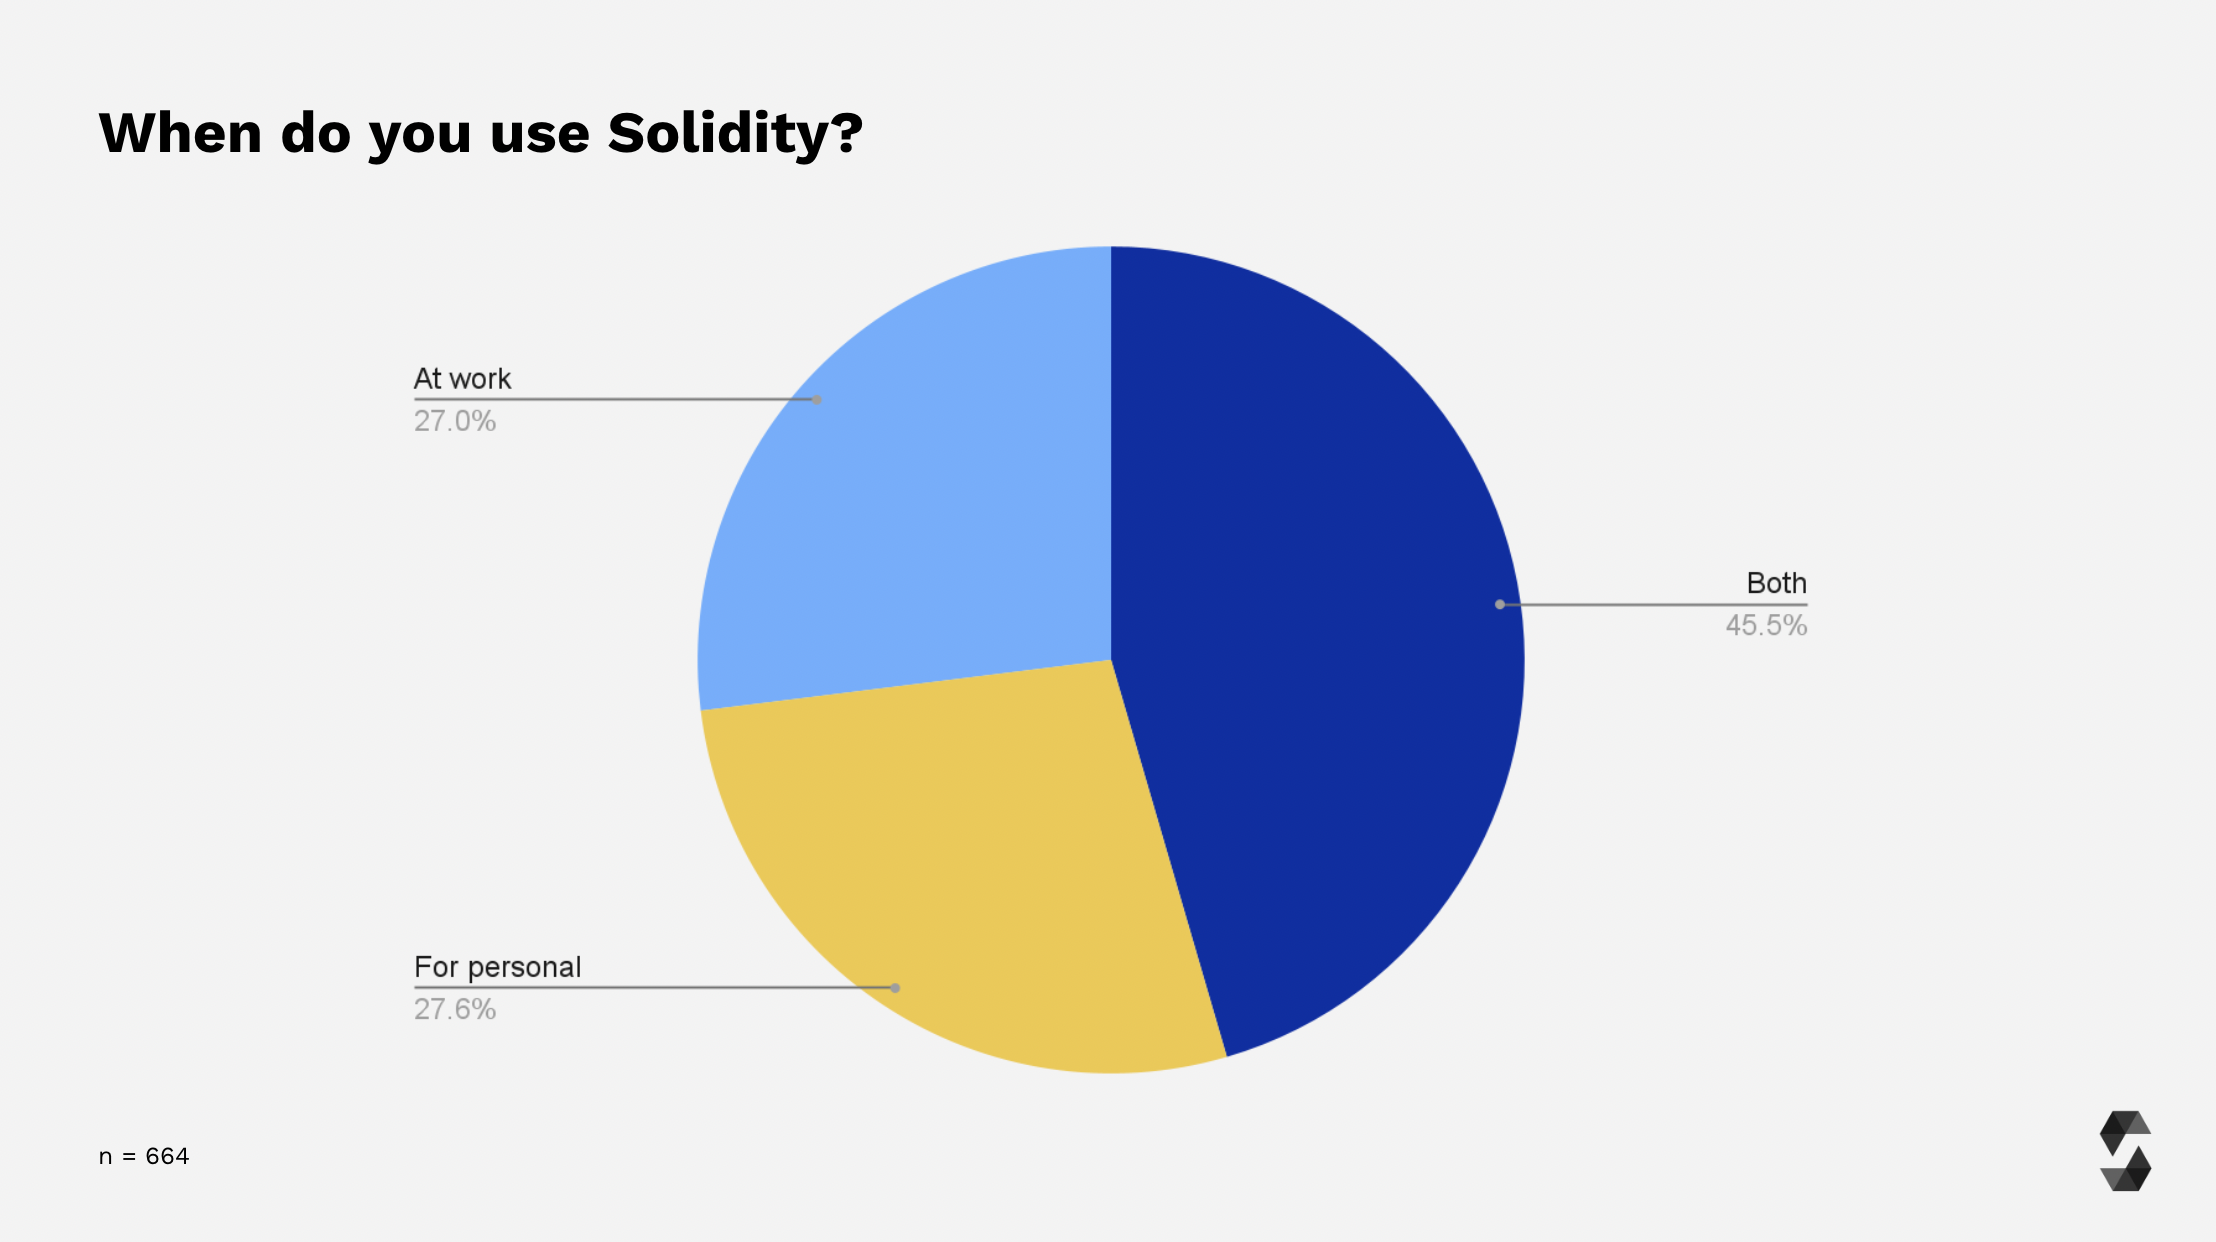 When do you use Solidity?
At work
27.0%
Both
45.5%
For personal
27.6%
n = 664